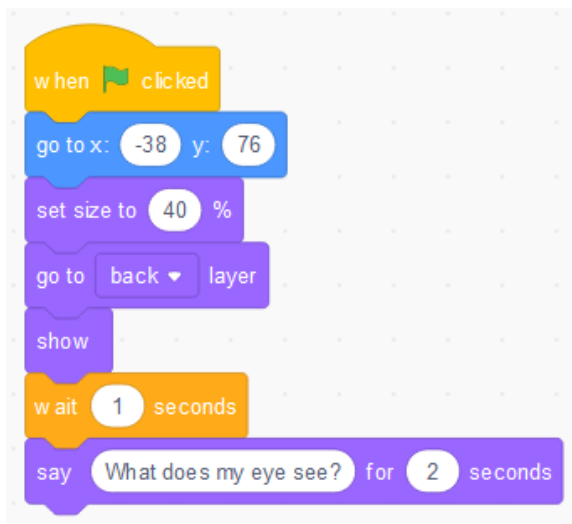 when clicked
go to x: -38 y: 76
set size to 40 %
go to back layer
show
wait 1 seconds
say What does my eye see? for 2 seconds